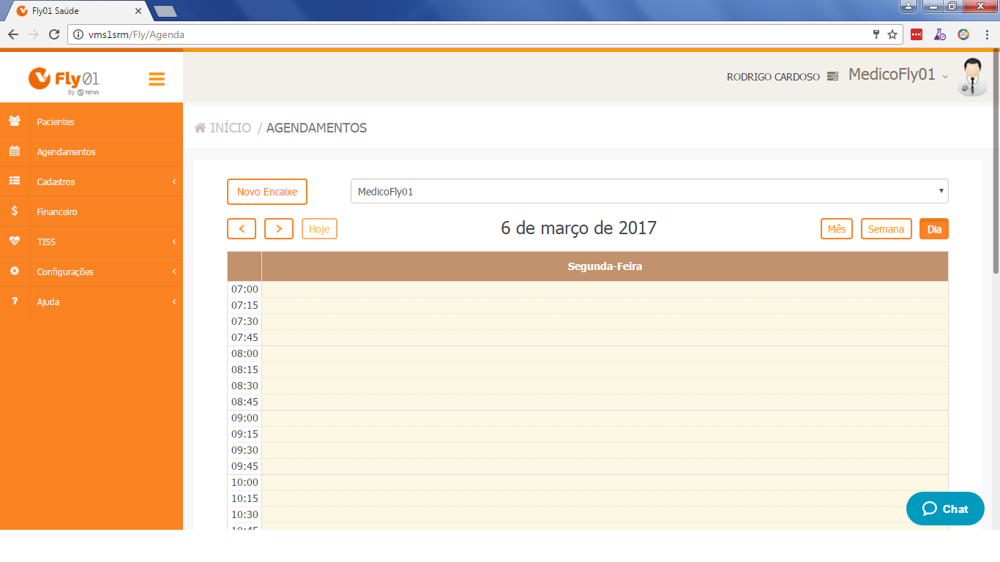 Fly01 Saúde
vms1srm/Fly/Agenda
Fly01
by TOTVS
RODRIGO CARDOSO MedicoFly01
Pacientes
Agendamentos
Cadastros
Financeiro
TISS
Configurações
Ajuda
INÍCIO / AGENDAMENTOS
Novo Encaixe MedicoFly01
< > Hoje 6 de março de 2017 Mês Semana Dia
Segunda-Feira
07:00
07:15
07:30
07:45
08:00
08:15
08:30
08:45
09:00
09:15
09:30
09:45
10:00
10:15
10:30
10:45
Chat